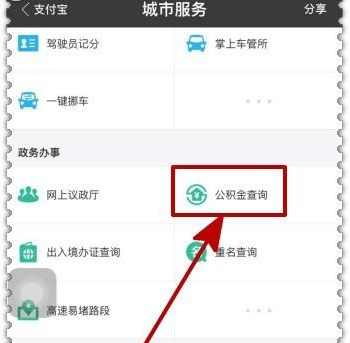 支付宝 城市服务 分享
驾驶员记分 掌上车管所
一键挪车
政务办事
网上议政厅 公积金查询
出入境办证查询 重名查询
高速易堵路段